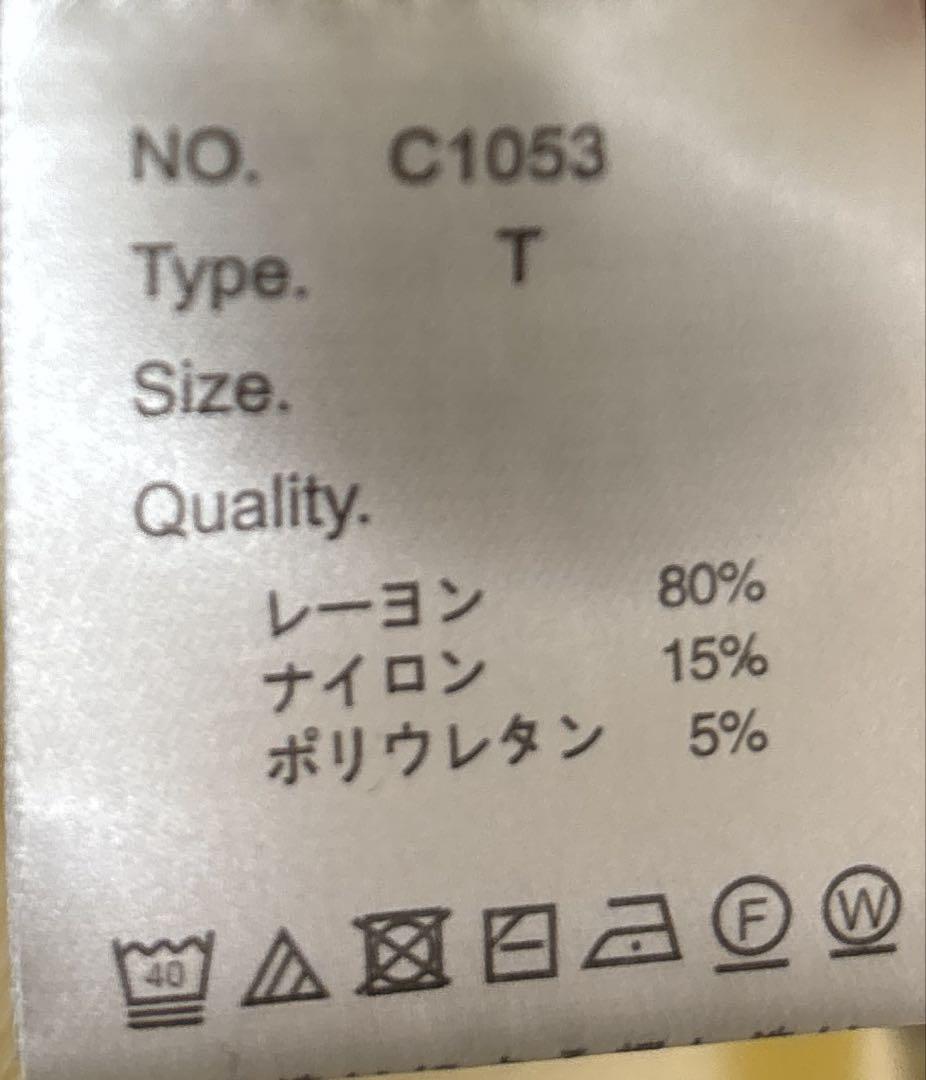 NO. C1053
Type. T
Size.
Quality.
レーヨン 80%
ナイロン 15%
ポリウレタン 5%
40 F W